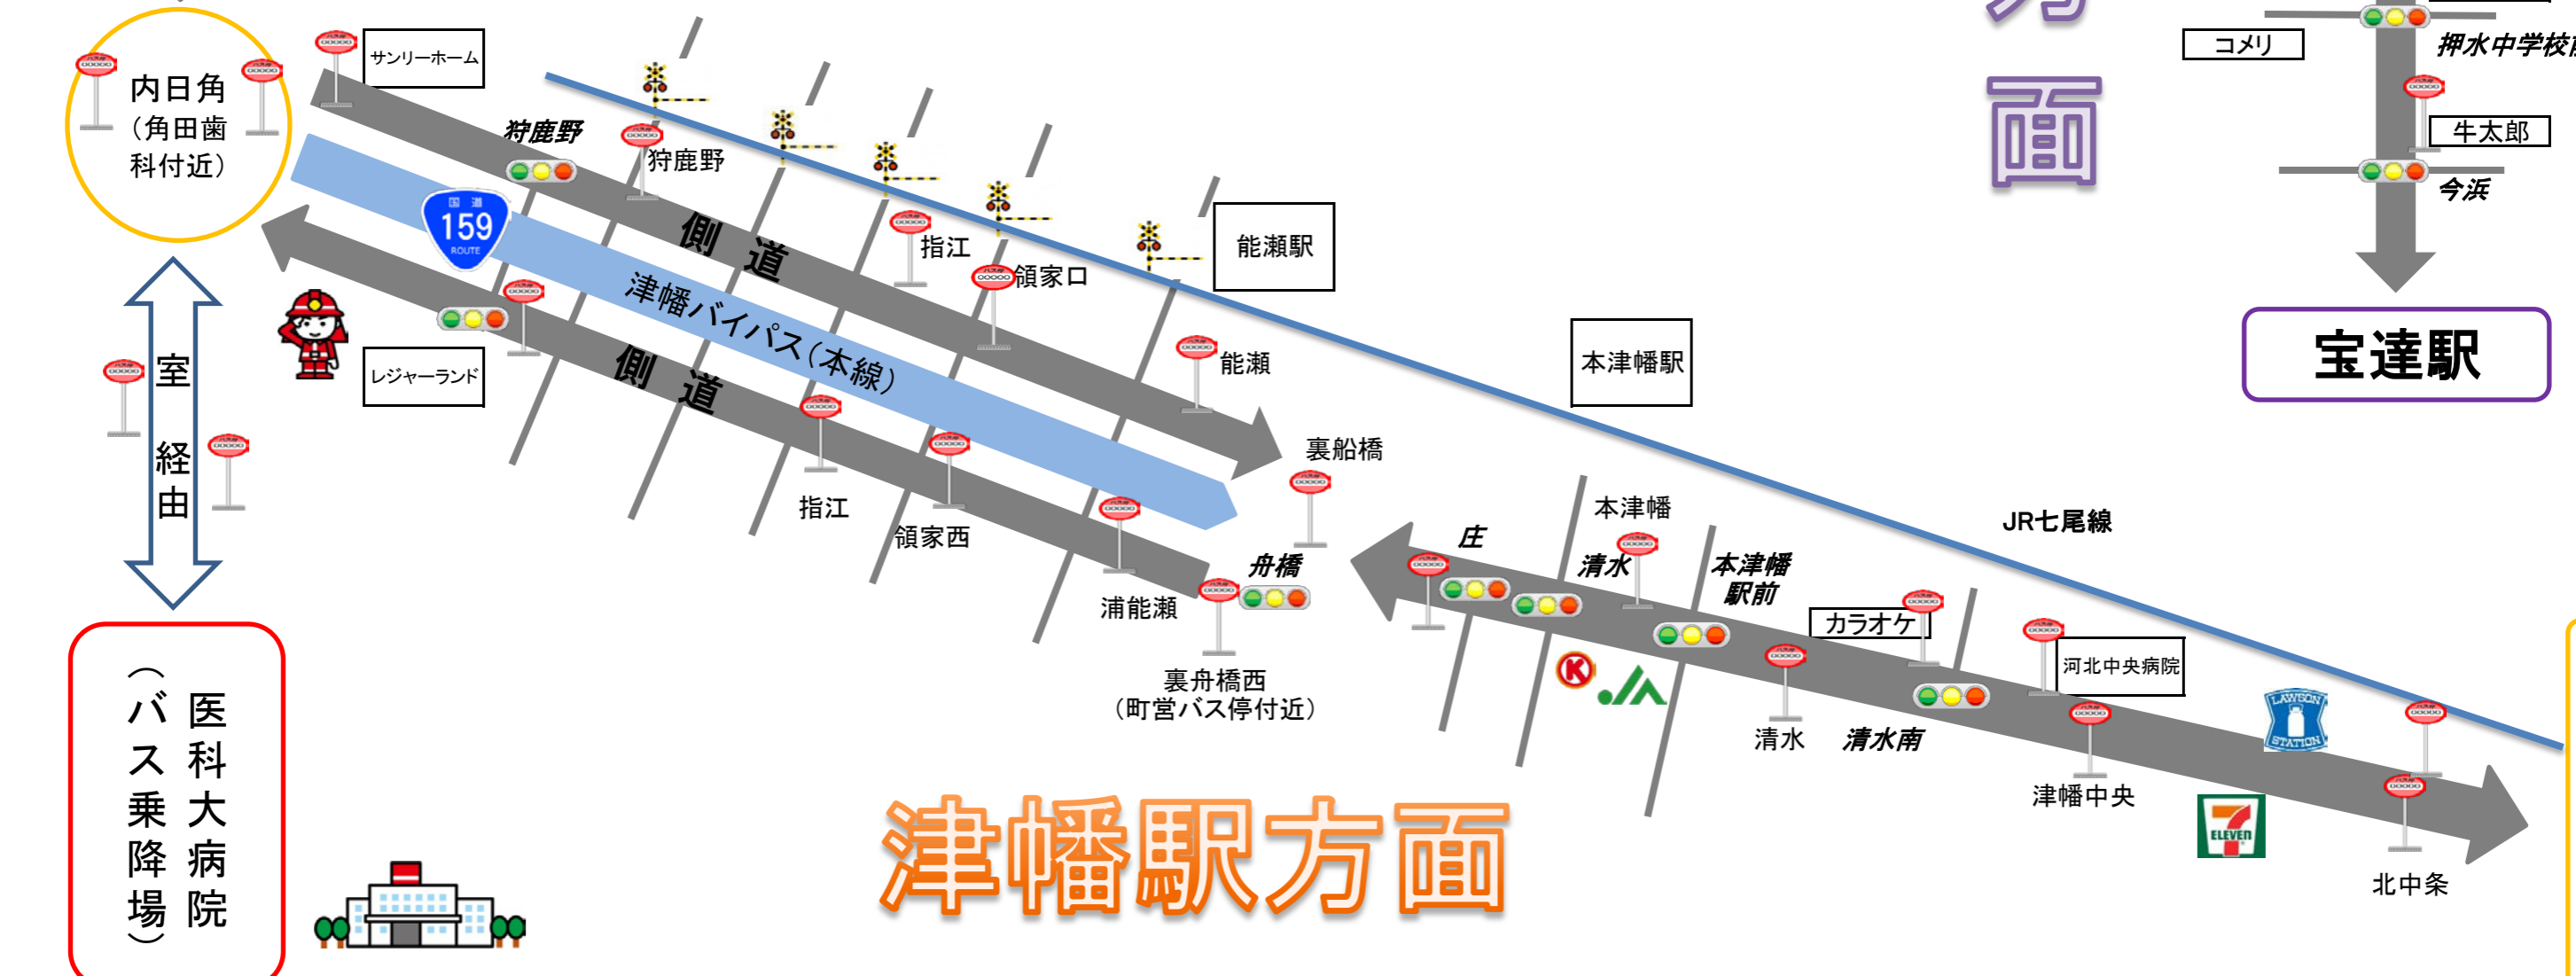 内日角
（角田歯
科付近）
サンリーホーム
狩鹿野
狩鹿野
国道
159
ROUTE
側道
津幡バイパス（本線）
側道
レジャーランド
指江
領家口
能瀬
能瀬駅
指江
領家西
浦能瀬
裏船橋
舟橋
裏舟橋西
（町営バス停付近）
室経由
医科大病院
（バス乗降場）
本津幡駅
庄
清水
本津幡
本津幡
駅前
カラオケ
清水
清水南
河北中央病院
津幡中央
LAWSON
STATION
7
ELEVEn
K
JA
北中条
JR七尾線
津幡駅方面
面
コメリ
牛太郎
今浜
宝達駅